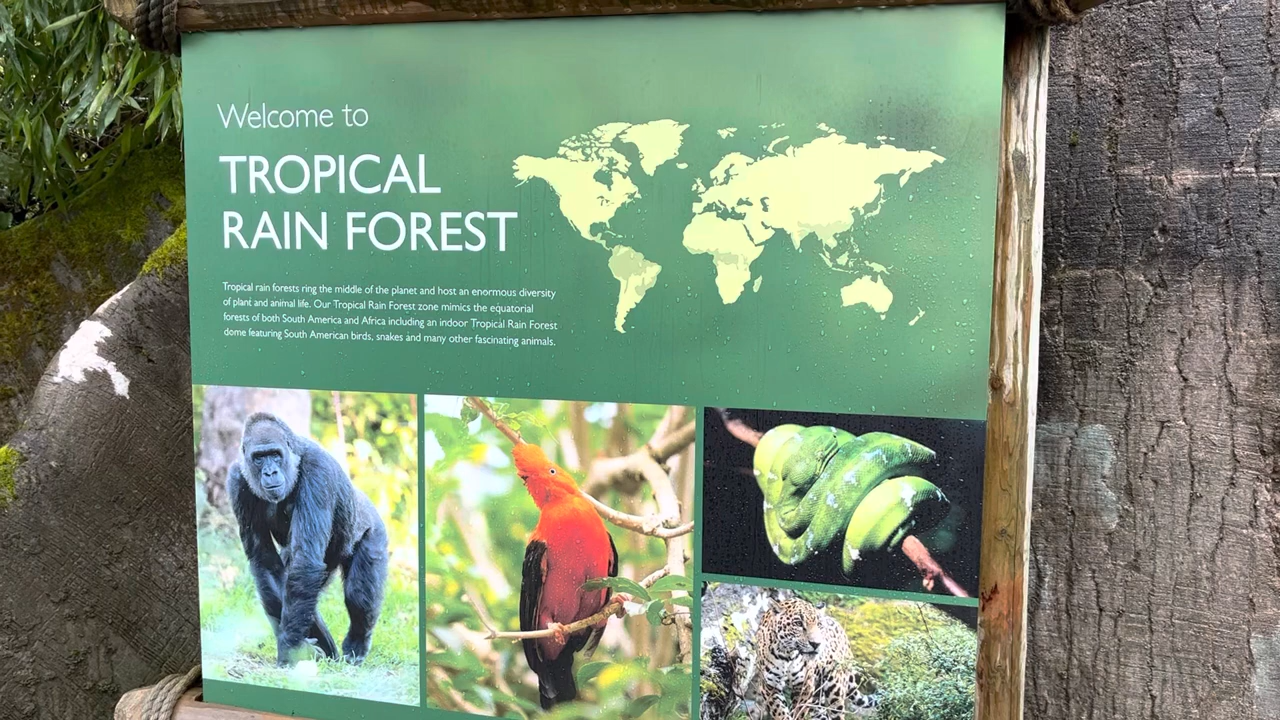 Welcome to
TROPICAL
RAIN FOREST
Tropical rain forests ring the middle of the planet and host an enormous diversity
of plant and animal life. Our Tropical Rain Forest zone mimics the equatorial
forests of both South America and Africa including an indoor Tropical Rain Forest
dome featuring South American birds, snakes and many other fascinating animals.